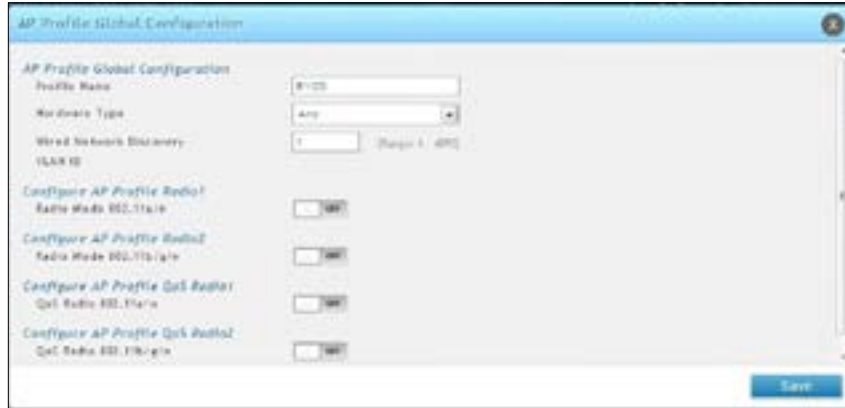 AP Profile Global Configuration
AP Profile Global Configuration
Profile Name
Hardware Type Any
Wired Network Discovery 1
VLAN ID
Configure AP Profile Radio1
Radio Mode 802.11a/n OFF
Configure AP Profile Radio2
Radio Mode 802.11b/g/n OFF
Configure AP Profile QoS Radio1
QoS Radio 802.11a/n OFF
Configure AP Profile QoS Radio2
QoS Radio 802.11b/g/n OFF
Save